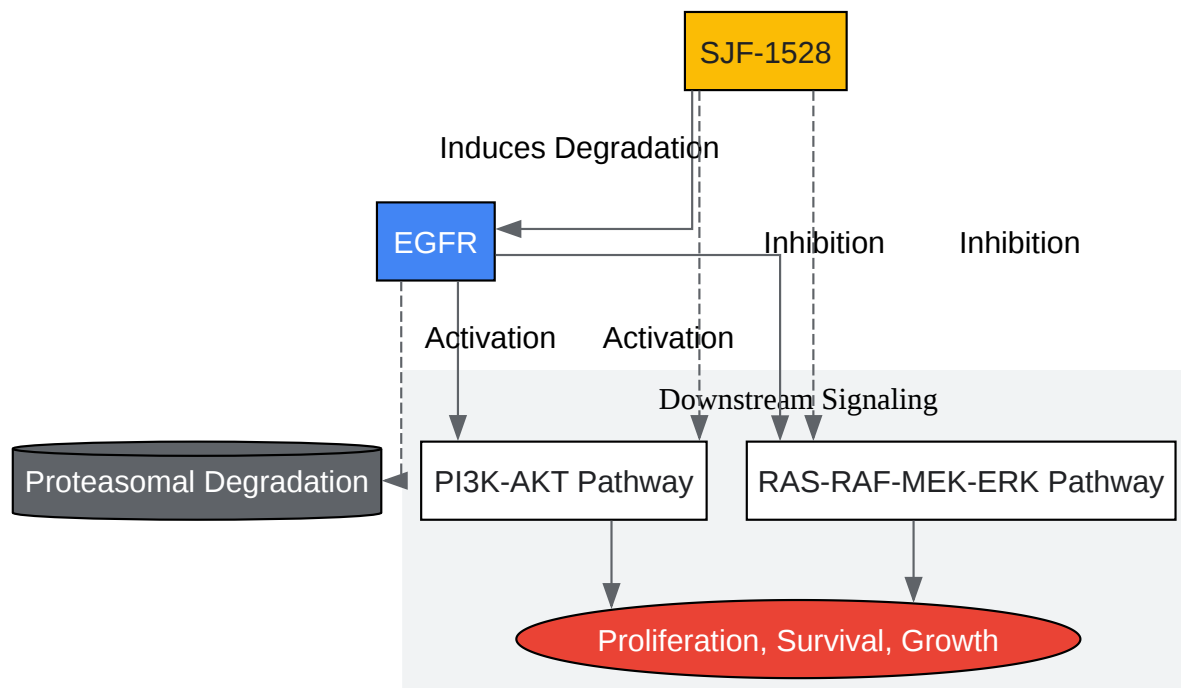 SJF-1528
Induces Degradation
EGFR
Inhibition
Inhibition
Activation
Activation
Downstream Signaling
Proteasomal Degradation
PI3K-AKT Pathway
RAS-RAF-MEK-ERK Pathway
Proliferation, Survival, Growth